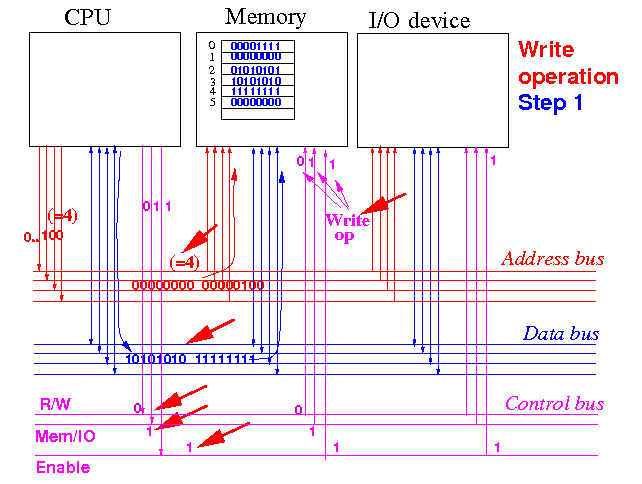 CPU
Memory
I/O device
0 00001111
1 00000000
2 01010101
3 10101010
4 11111111
5 00000000
Write
operation
Step 1
0 1 1
0 1 1
1
(=4)
0..100
Write
op
(=4)
Address bus
00000000 00000100
Data bus
10101010 11111111
R/W
0
0
Control bus
Mem/IO
1
1
1
1
1
Enable